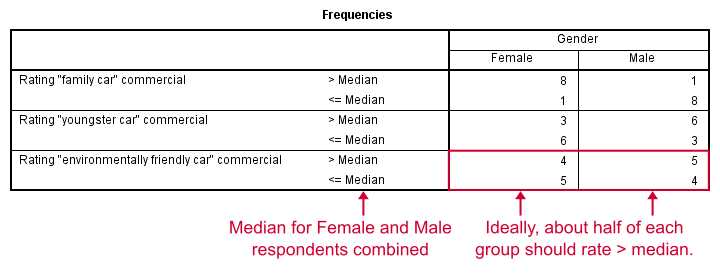 Frequencies
Gender
Female Male
Rating "family car" commercial > Median 8 1
<= Median 1 8
Rating "youngster car" commercial > Median 3 6
<= Median 6 3
Rating "environmentally friendly car" commercial > Median 4 5
<= Median 5 4
Median for Female and Male
respondents combined
Ideally, about half of each
group should rate > median.